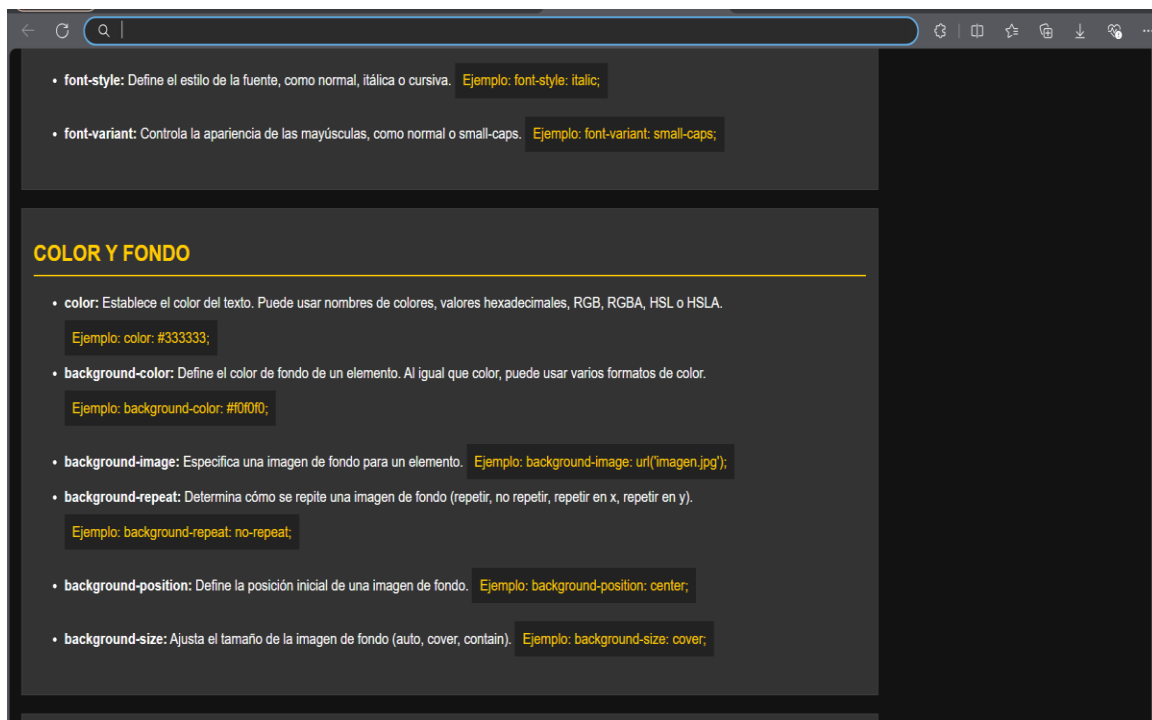 • font-style: Define el estilo de la fuente, como normal, itálica o cursiva. Ejemplo: font-style: italic;
• font-variant: Controla la apariencia de las mayúsculas, como normal o small-caps. Ejemplo: font-variant: small-caps;
COLOR Y FONDO
• color: Establece el color del texto. Puede usar nombres de colores, valores hexadecimales, RGB, RGBA, HSL o HSLA.
Ejemplo: color: #333333;
• background-color: Define el color de fondo de un elemento. Al igual que color, puede usar varios formatos de color.
Ejemplo: background-color: #f0f0f0;
• background-image: Especifica una imagen de fondo para un elemento. Ejemplo: background-image: url('imagen.jpg');
• background-repeat: Determina cómo se repite una imagen de fondo (repetir, no repetir, repetir en x, repetir en y).
Ejemplo: background-repeat: no-repeat;
• background-position: Define la posición inicial de una imagen de fondo. Ejemplo: background-position: center;
• background-size: Ajusta el tamaño de la imagen de fondo (auto, cover, contain). Ejemplo: background-size: cover;